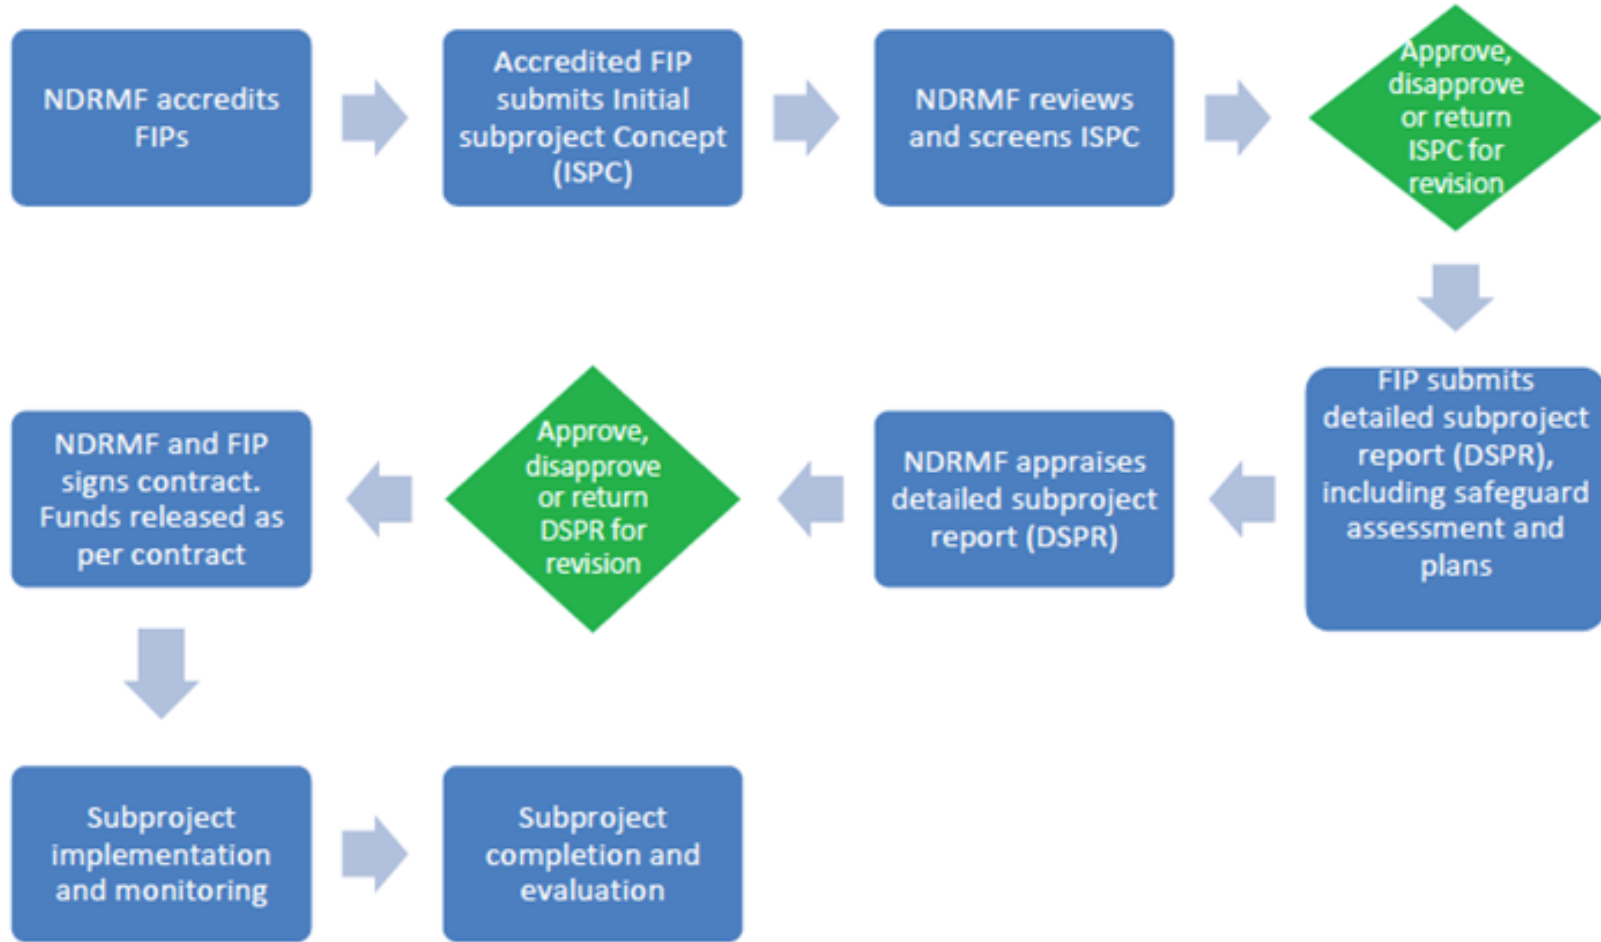 NDRMF accredits
FIPs
Accredited FIP
submits Initial
subproject Concept
(ISPC)
NDRMF reviews
and screens ISPC
Approve,
disapprove
or return
ISPC for
revision
FIP submits
detailed subproject
report (DSPR),
including safeguard
assessment and
plans
NDRMF appraises
detailed subproject
report (DSPR)
Approve,
disapprove
or return
DSPR for
revision
NDRMF and FIP
signs contract.
Funds released as
per contract
Subproject
implementation
and monitoring
Subproject
completion and
evaluation